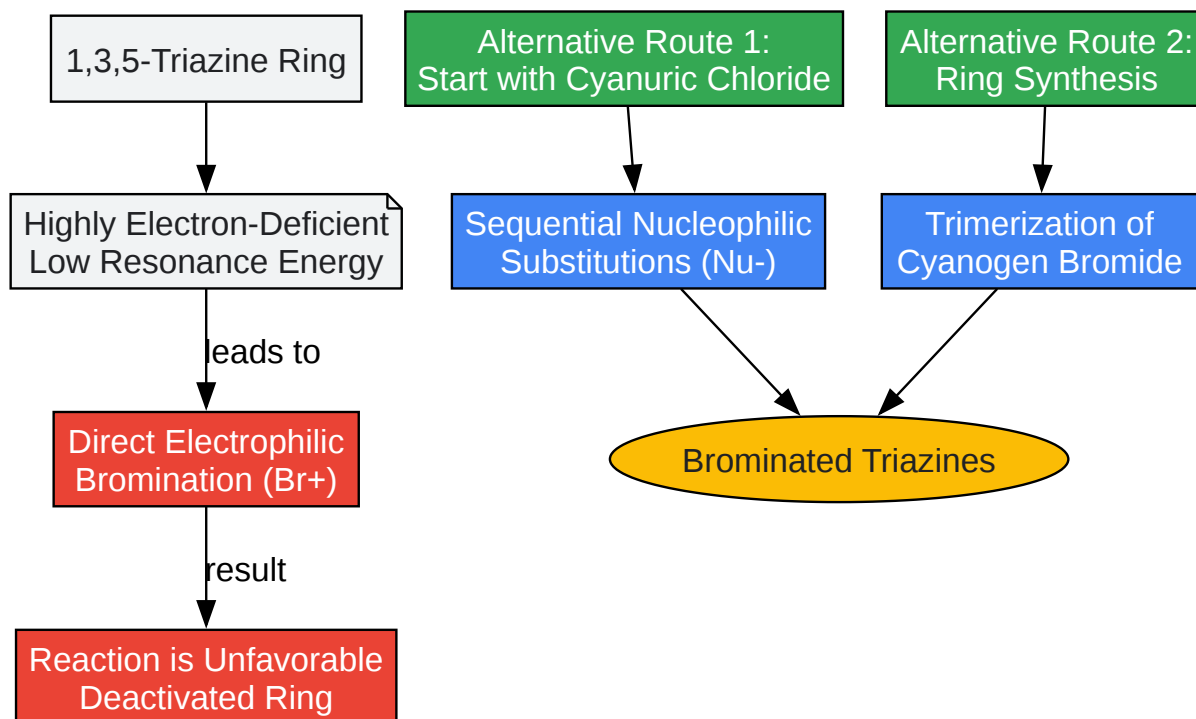 1,3,5-Triazine Ring
Highly Electron-Deficient
Low Resonance Energy
leads to
Direct Electrophilic
Bromination (Br+)
result
Reaction is Unfavorable
Deactivated Ring
Alternative Route 1:
Start with Cyanuric Chloride
Sequential Nucleophilic
Substitutions (Nu-)
Alternative Route 2:
Ring Synthesis
Trimerization of
Cyanogen Bromide
Brominated Triazines